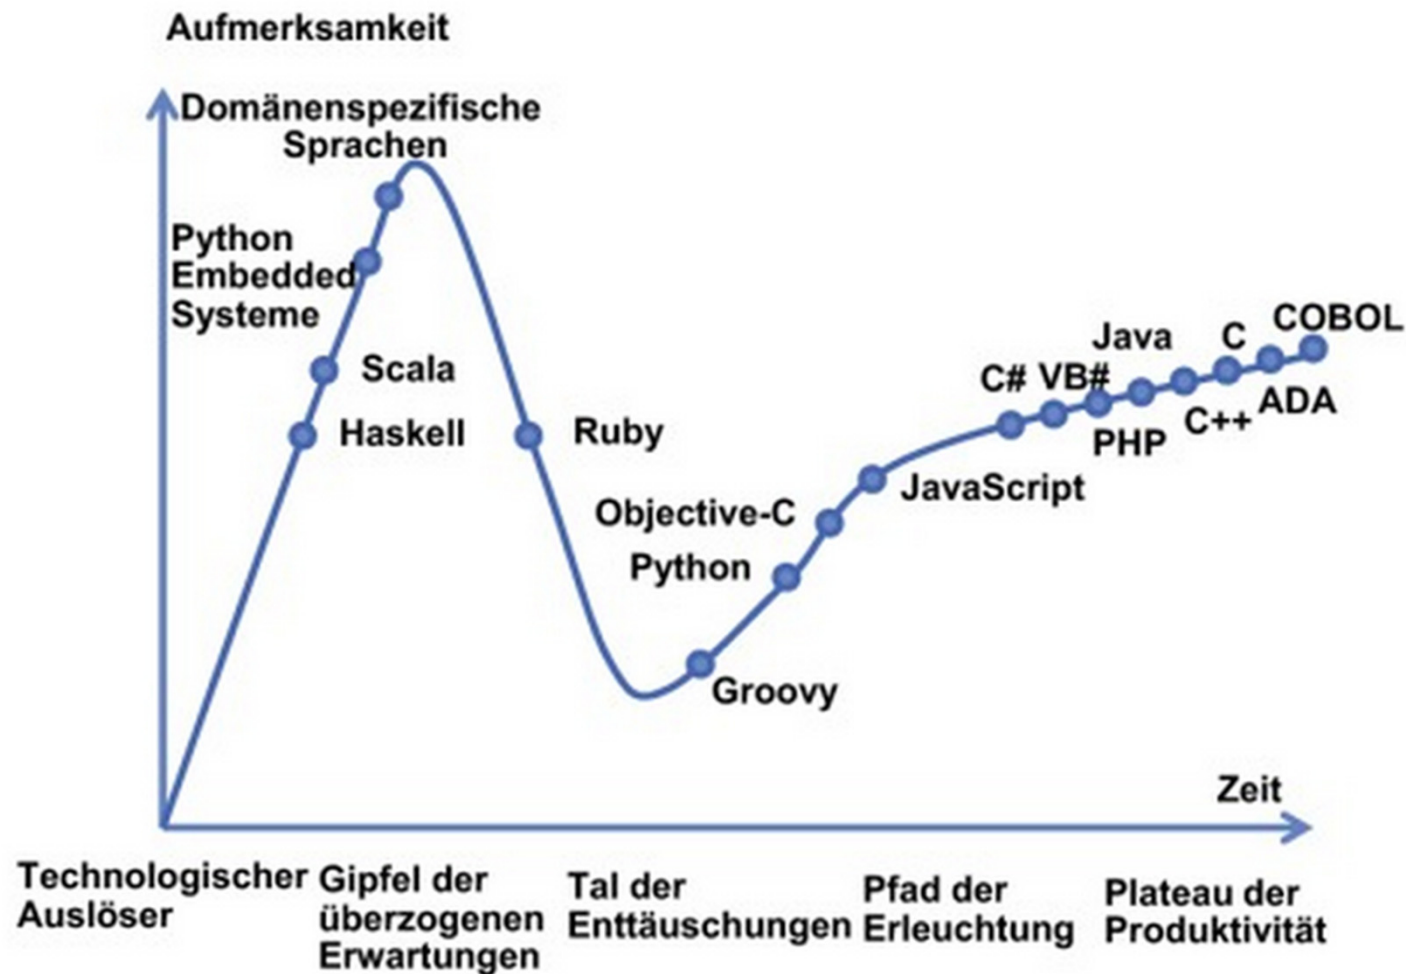 Aufmerksamkeit
Domänenspezifische
Sprachen
Python
Embedded
Systeme
Scala
Haskell
Ruby
Objective-C
Python
Groovy
JavaScript
C# VB#
Java
PHP
C
C++
COBOL
ADA
Zeit
Technologischer
Auslöser
Gipfel der
überzogenen
Erwartungen
Tal der
Enttäuschungen
Pfad der
Erleuchtung
Plateau der
Produktivität